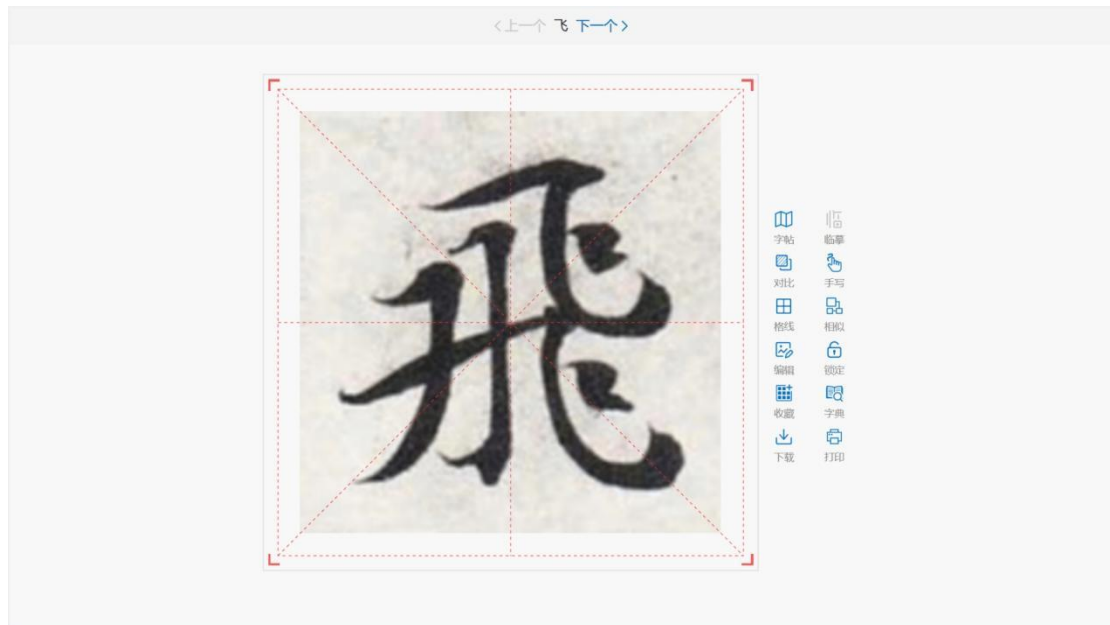 <上一个 飞 下一个>
飛
字帖 临摹
对比 手写
格线 相似
编辑 锁定
收藏 字典
下载 打印